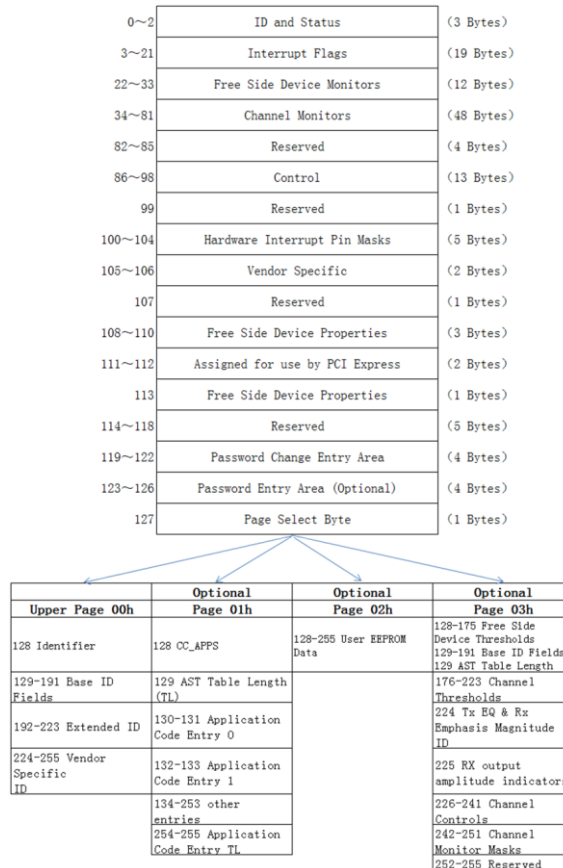 0~2 ID and Status (3 Bytes)
3~21 Interrupt Flags (19 Bytes)
22~33 Free Side Device Monitors (12 Bytes)
34~81 Channel Monitors (48 Bytes)
82~85 Reserved (4 Bytes)
86~98 Control (13 Bytes)
99 Reserved (1 Bytes)
100~104 Hardware Interrupt Pin Masks (5 Bytes)
105~106 Vendor Specific (2 Bytes)
107 Reserved (1 Bytes)
108~110 Free Side Device Properties (3 Bytes)
111~112 Assigned for use by PCI Express (2 Bytes)
113 Free Side Device Properties (1 Bytes)
114~118 Reserved (5 Bytes)
119~122 Password Change Entry Area (4 Bytes)
123~126 Password Entry Area (Optional) (4 Bytes)
127 Page Select Byte (1 Bytes)
Upper Page 00h
128 Identifier
129-191 Base ID
Fields
192-223 Extended ID
224-255 Vendor
Specific
ID
Optional
Page 01h
128 CC_APPS
129 AST Table Length
(TL)
130-131 Application
Code Entry 0
132-133 Application
Code Entry 1
134-253 other
entries
254-255 Application
Code Entry TL
Optional
Page 02h
128-255 User EEPROM
Data
Optional
Page 03h
128-175 Free Side
Device Thresholds
129-191 Base ID Fields
129 AST Table Length
176-223 Channel
Thresholds
224 Tx EQ & Rx
Emphasis Magnitude
ID
225 RX output
amplitude indicators
226-241 Channel
Controls
242-251 Channel
Monitor Masks
252-255 Reserved